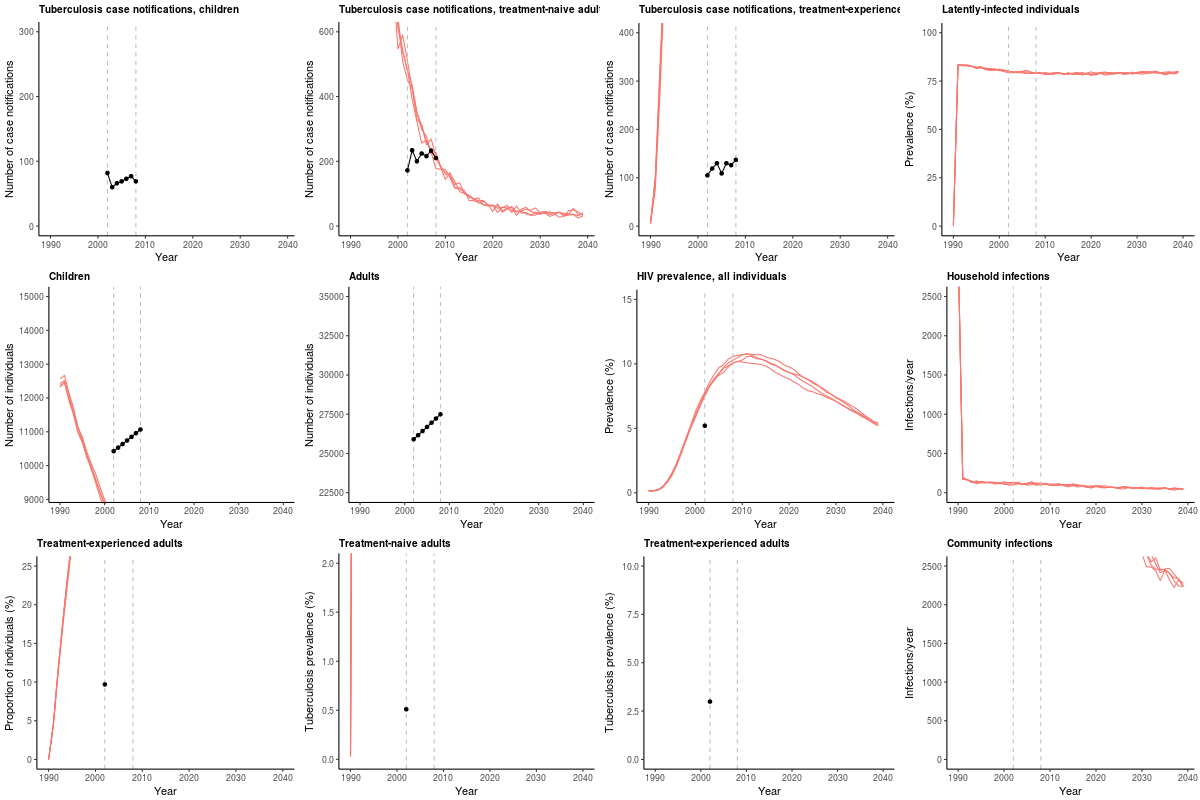 Tuberculosis case notifications, children
Number of case notifications
300
200
100
0
1990 2000 2010 2020 2030 2040
Year
Tuberculosis case notifications, treatment-naive adul
Number of case notifications
600
400
200
0
1990 2000 2010 2020 2030 2040
Year
Tuberculosis case notifications, treatment-experience
Number of case notifications
400
300
200
100
0
1990 2000 2010 2020 2030 2040
Year
Latently-infected individuals
Prevalence (%)
100
75
50
25
0
1990 2000 2010 2020 2030 2040
Year
Children
Number of individuals
15000
14000
13000
12000
11000
10000
9000
1990 2000 2010 2020 2030 2040
Year
Adults
Number of individuals
35000
32500
30000
27500
25000
22500
1990 2000 2010 2020 2030 2040
Year
HIV prevalence, all individuals
Prevalence (%)
15
10
5
0
1990 2000 2010 2020 2030 2040
Year
Household infections
Infections/year
2500
2000
1500
1000
500
0
1990 2000 2010 2020 2030 2040
Year
Treatment-experienced adults
Proportion of individuals (%)
25
20
15
10
5
0
1990 2000 2010 2020 2030 2040
Year
Treatment-naive adults
Tuberculosis prevalence (%)
2.0
1.5
1.0
0.5
0.0
1990 2000 2010 2020 2030 2040
Year
Treatment-experienced adults
Tuberculosis prevalence (%)
10.0
7.5
5.0
2.5
0.0
1990 2000 2010 2020 2030 2040
Year
Community infections
Infections/year
2500
2000
1500
1000
500
0
1990 2000 2010 2020 2030 2040
Year